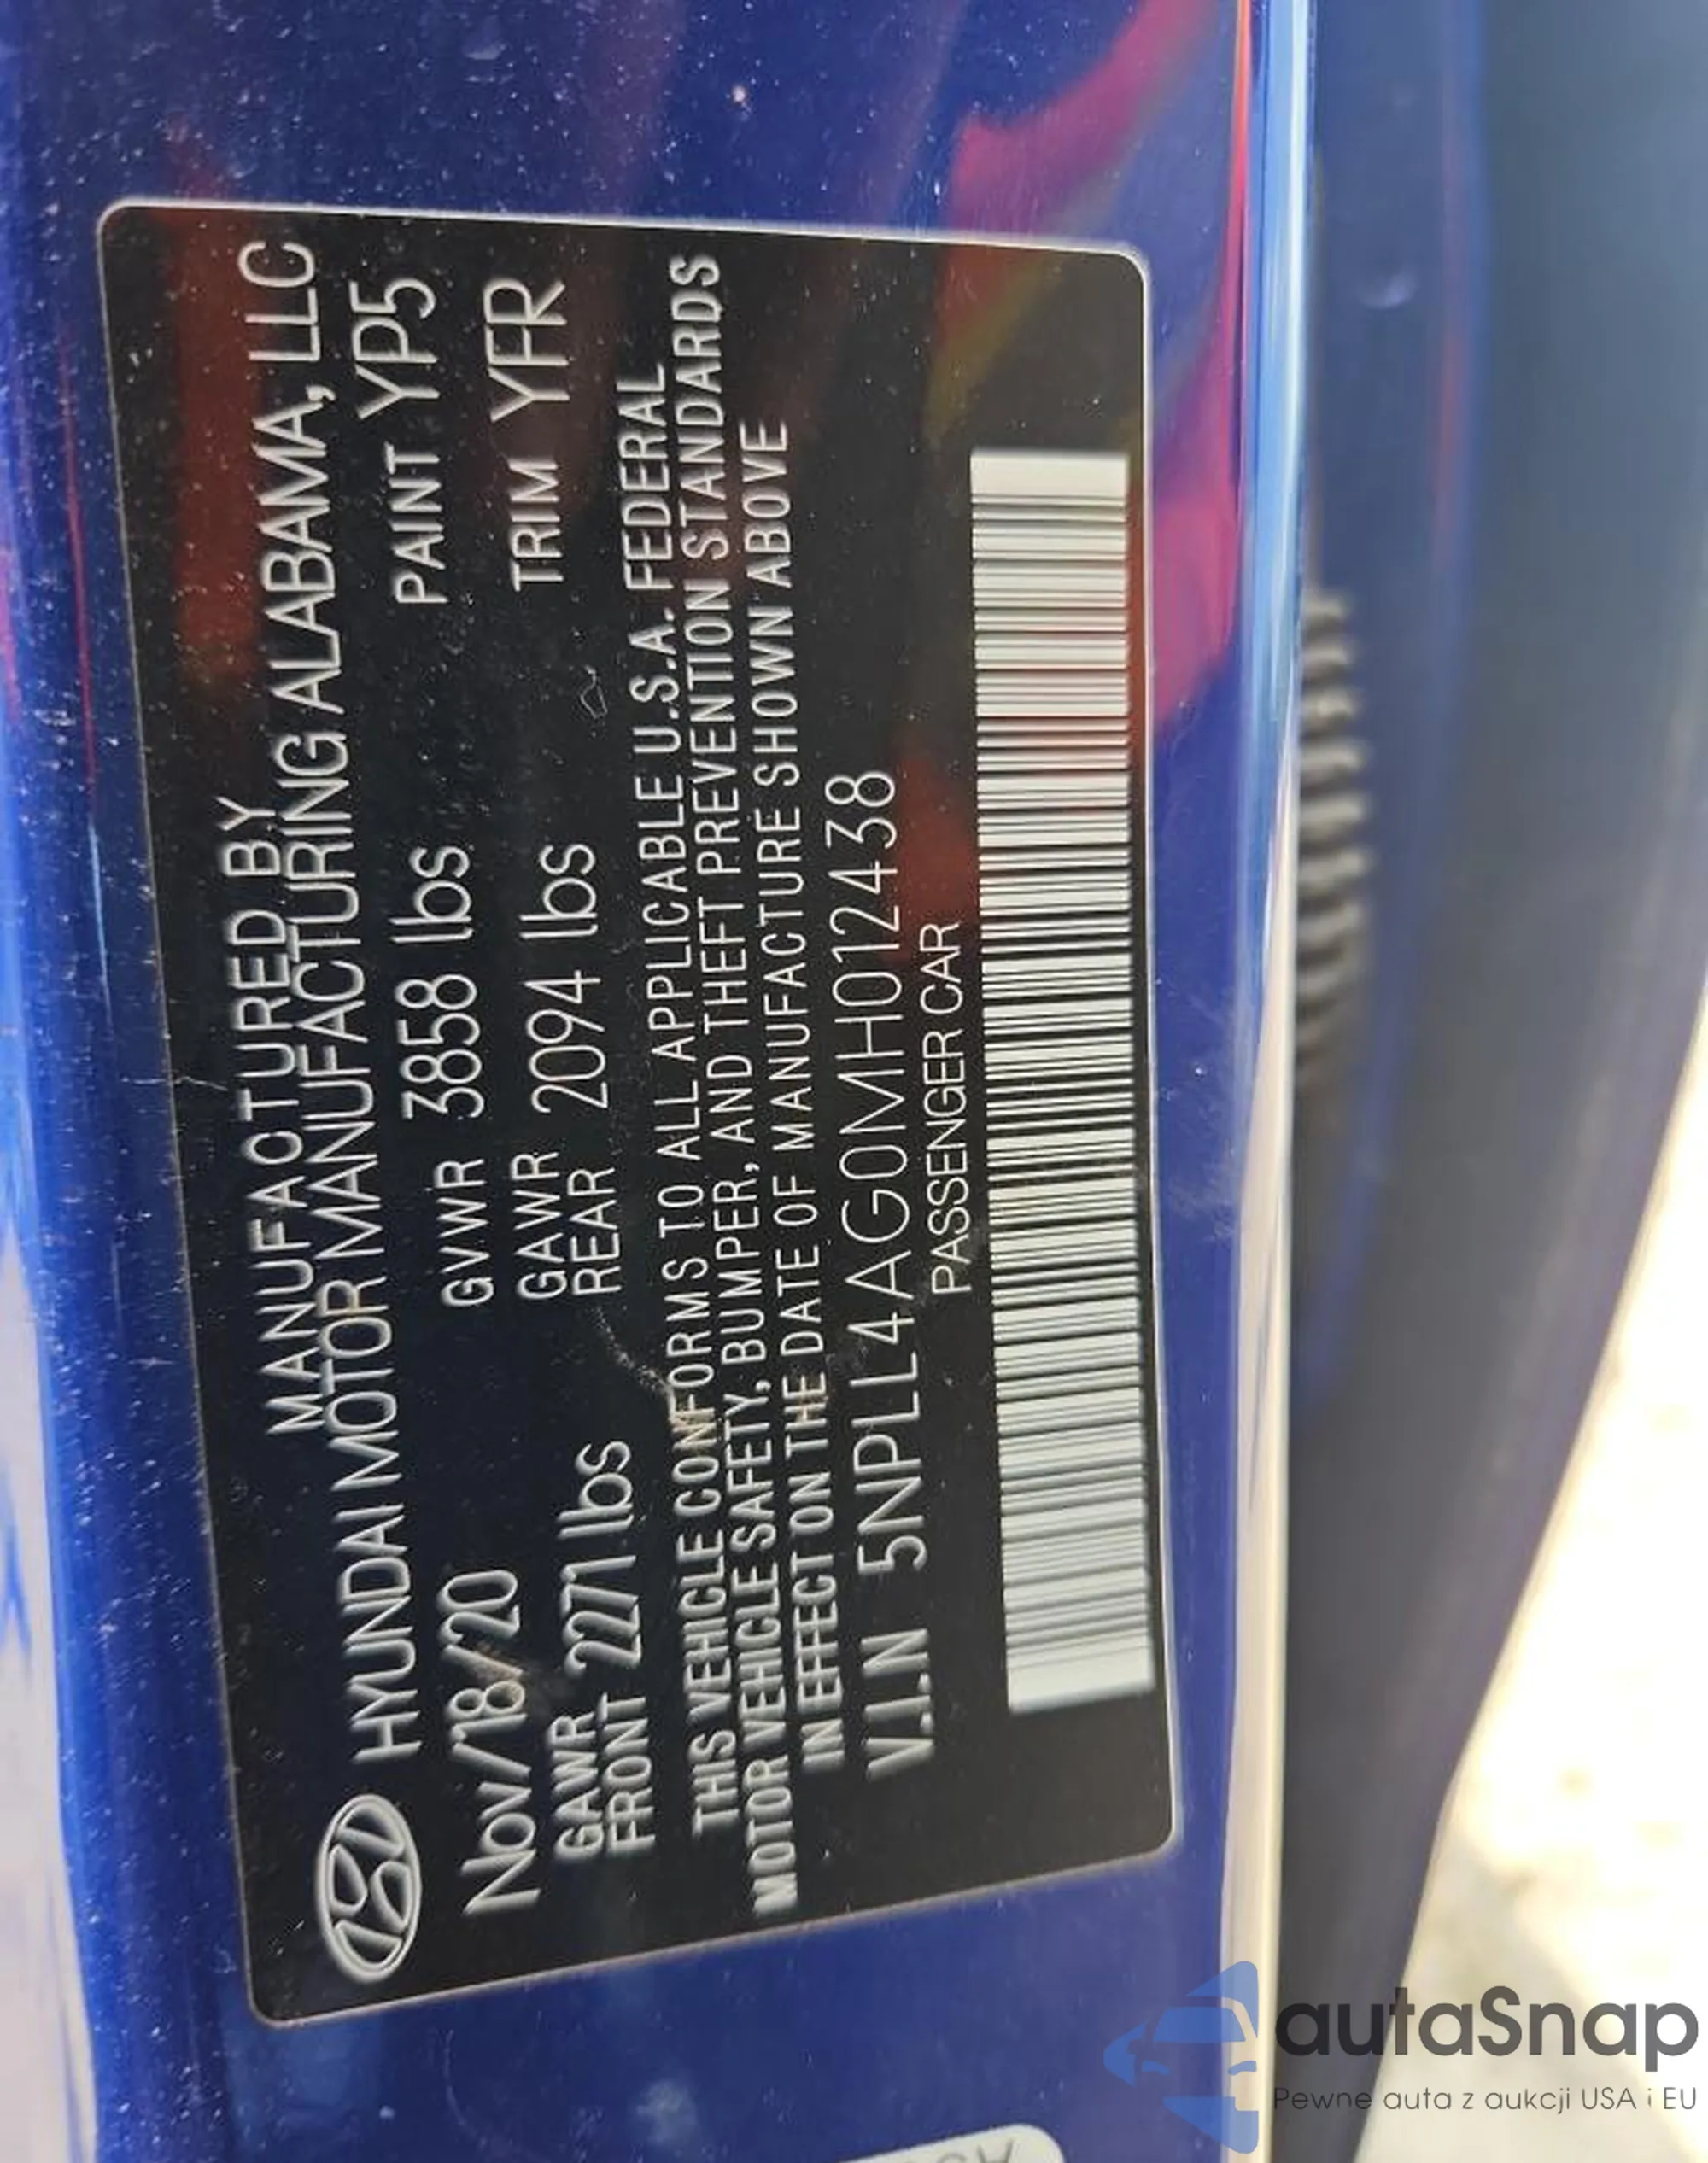 MANUFACTURED BY
HYUNDAI MOTOR MANUFACTURING ALABAMA, LLC
Nov/18/20 GVWR 3858 lbs PAINT YP5
GAWR FRONT 2271 lbs GAWR REAR 2094 lbs TRIM YFR
THIS VEHICLE CONFORMS TO ALL APPLICABLE U.S.A. FEDERAL
MOTOR VEHICLE SAFETY, BUMPER, AND THEFT PREVENTION STANDARDS
IN EFFECT ON THE DATE OF MANUFACTURE SHOWN ABOVE
V.I.N 5NPLL4AG0MH012438
PASSENGER CAR
autaSnap
Pewne auta z aukcji USA i EU